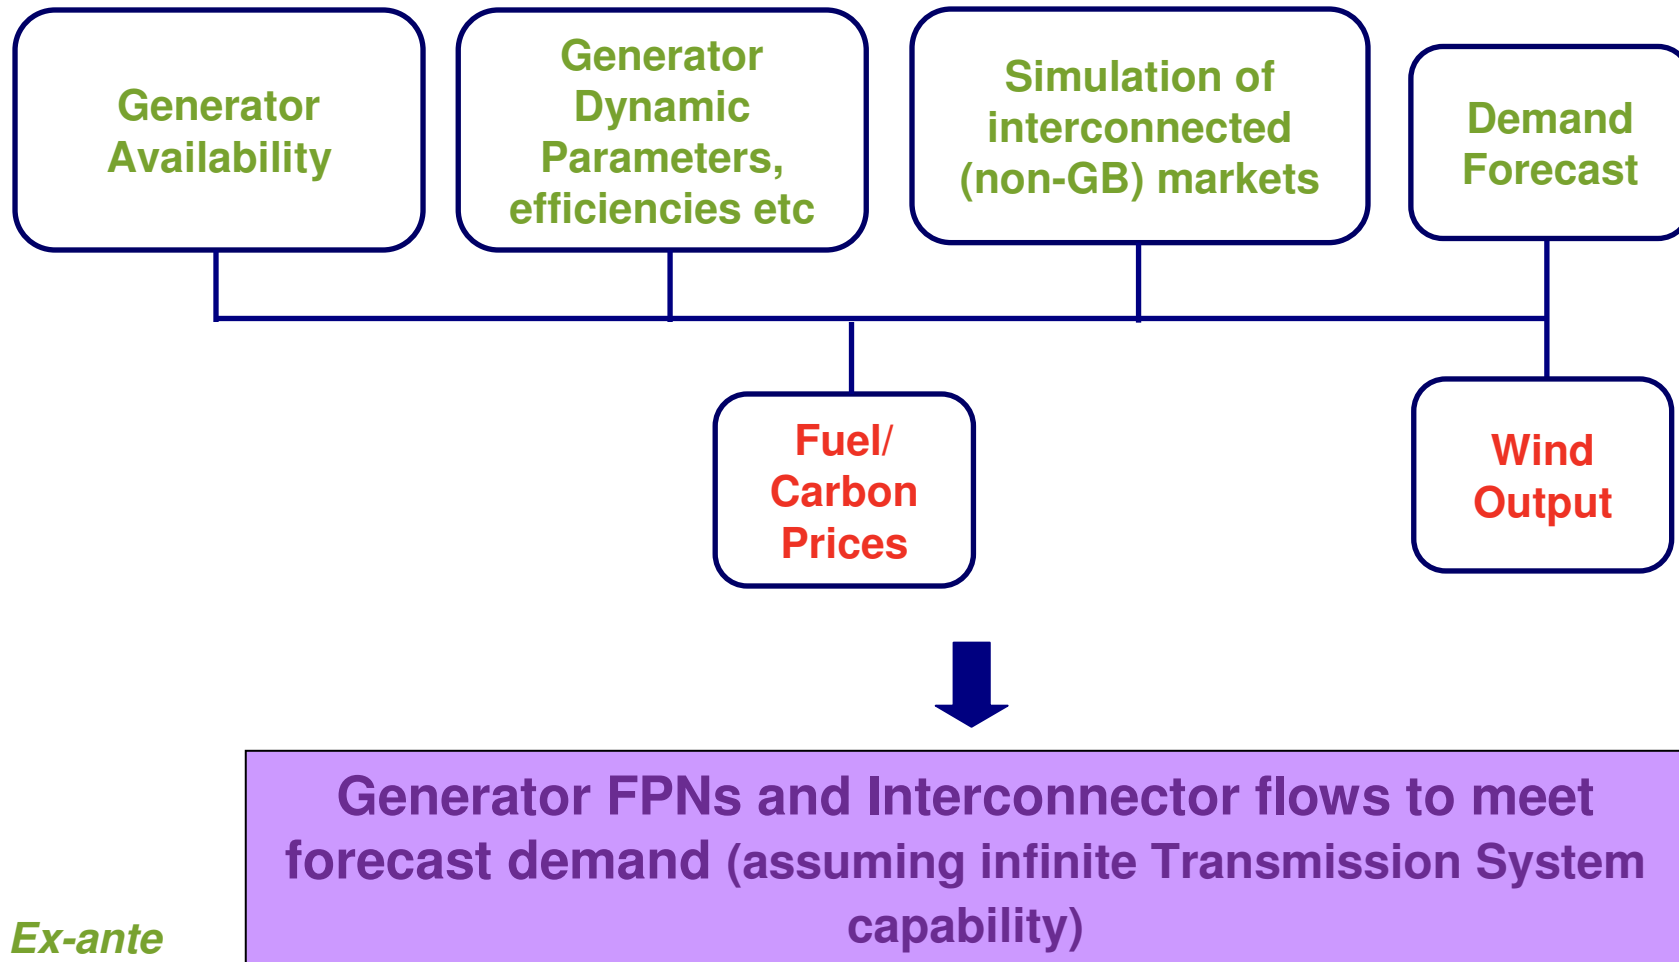 Generator
Availability
Generator
Dynamic
Parameters,
efficiencies etc
Simulation of
interconnected
(non-GB) markets
Demand
Forecast
Fuel/
Carbon
Prices
Wind
Output
Generator FPNs and Interconnector flows to meet
forecast demand (assuming infinite Transmission System
capability)
Ex-ante